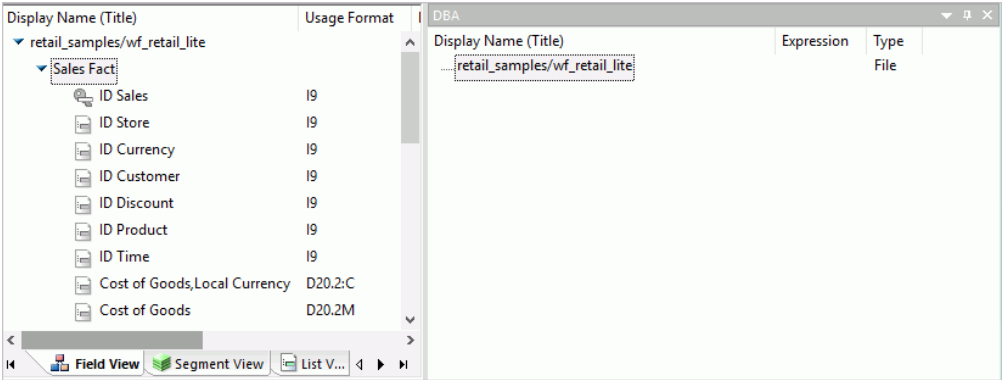 Display Name (Title) Usage Format
retail_samples/wf_retail_lite
Sales Fact
ID Sales I9
ID Store I9
ID Currency I9
ID Customer I9
ID Discount I9
ID Product I9
ID Time I9
Cost of Goods,Local Currency D20.2:C
Cost of Goods D20.2M
Field View Segment View List V...
DBA
Display Name (Title) Expression Type
retail_samples/wf_retail_lite File